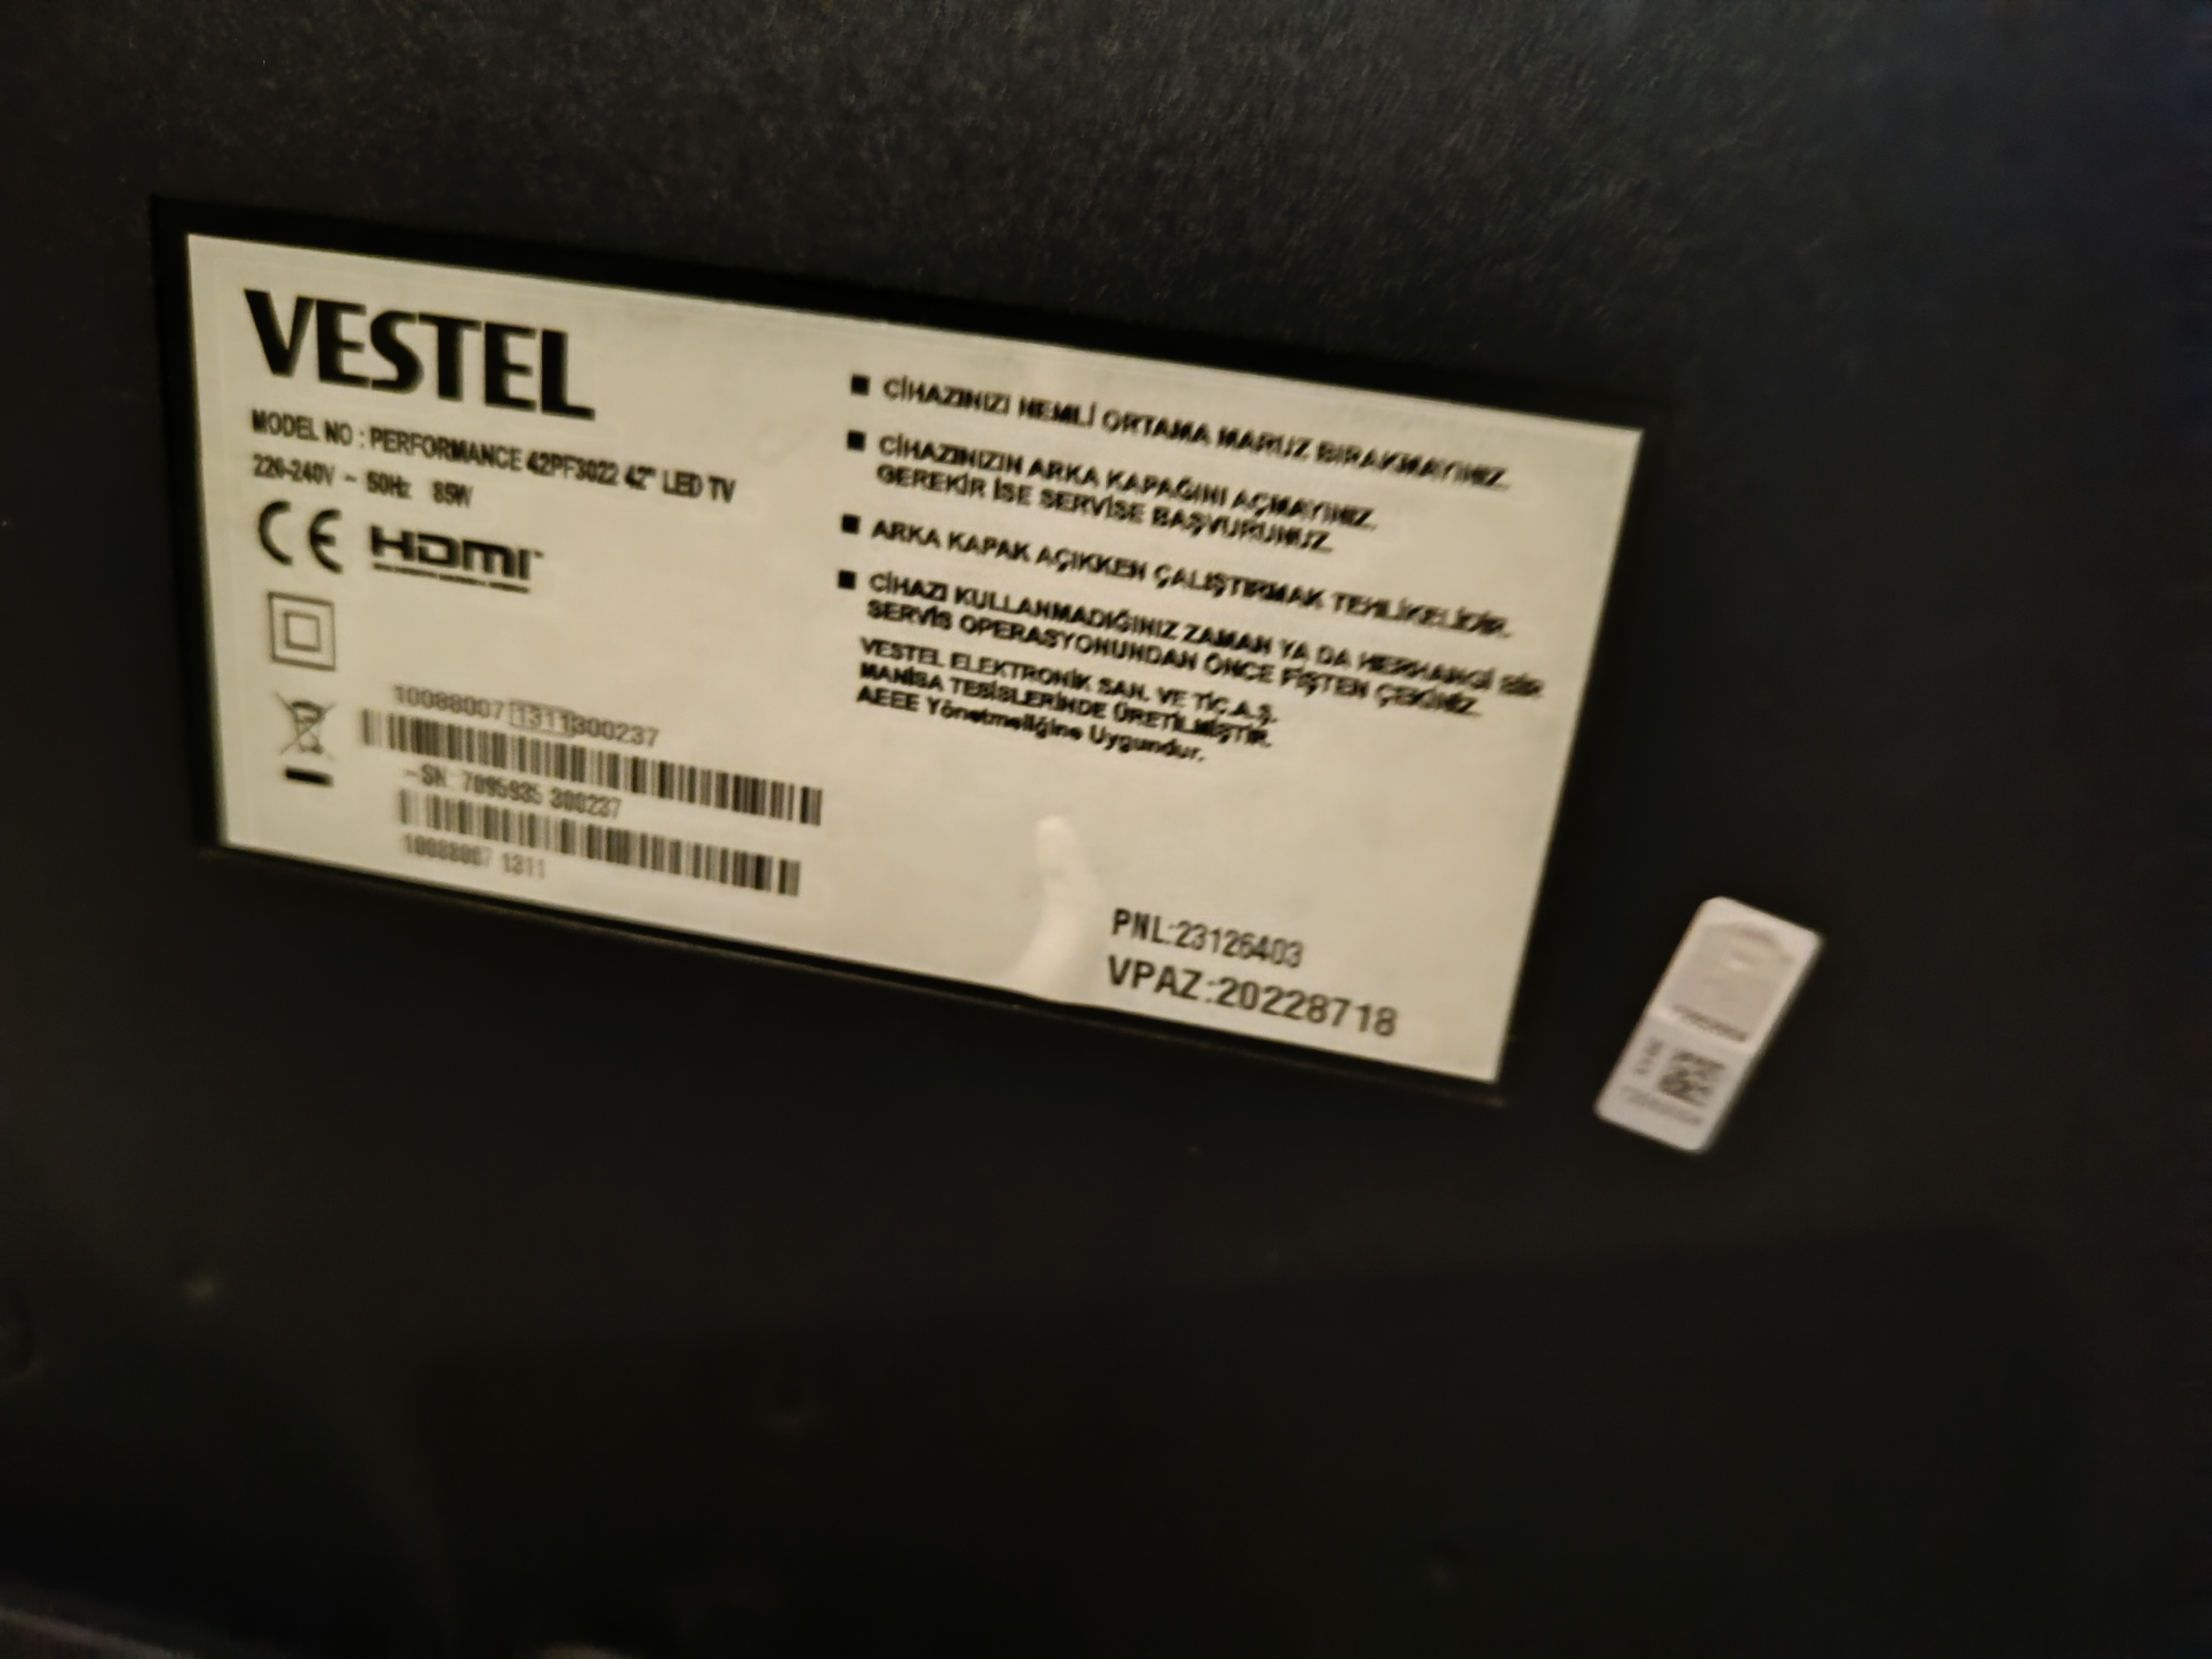 VESTEL
MODEL NO : PERFORMANCE 42PF3022 42" LED TV
220-240V ~ 50Hz 85W
CE HDMI
10088007 1311 300237
-SN: 7095935 300237
10088007 1311
■ CİHAZINIZI NEMLİ ORTAMA MARUZ BIRAKMAYINIZ.
■ CİHAZINIZIN ARKA KAPAĞINI AÇMAYINIZ.
GEREKİR İSE SERVİSE BAŞVURUNUZ.
■ ARKA KAPAK AÇIKKEN ÇALIŞTIRMAK TEHLİKELİDİR.
■ CİHAZI KULLANMADIĞINIZ ZAMAN YA DA HERHANGİ BİR
SERVİS OPERASYONUNDAN ÖNCE FİŞTEN ÇEKİNİZ.
VESTEL ELEKTRONİK SAN. VE TİC.A.Ş.
MANİSA TESİSLERİNDE ÜRETİLMİŞTİR.
AEEE Yönetmeliğine Uygundur.
PNL:23126403
VPAZ:20228718